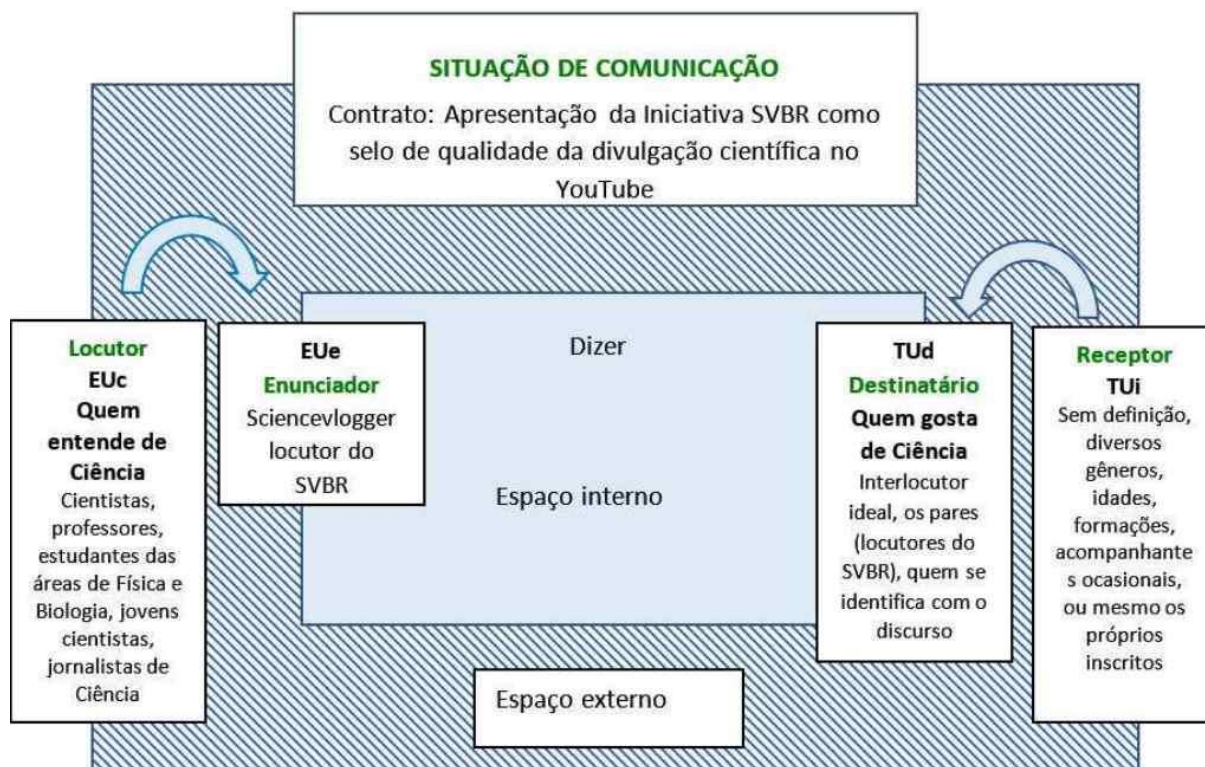 SITUAÇÃO DE COMUNICAÇÃO
Contrato: Apresentação da Iniciativa SVBR como
selo de qualidade da divulgação científica no
YouTube
Locutor
EUc
Quem
entende de
Ciência
Cientistas,
professores,
estudantes das
áreas de Física e
Biologia, jovens
cientistas,
jornalistas de
Ciência
EUe
Enunciador
Sciencevlogger
locutor do
SVBR
Dizer
Espaço interno
TUd
Destinatário
Quem gosta
de Ciência
Interlocutor
ideal, os pares
(locutores do
SVBR), quem se
identifica com o
discurso
Receptor
TUi
Sem definição,
diversos
gêneros,
idades,
formações,
acompanhante
s ocasionais,
ou mesmo os
próprios
inscritos
Espaço externo